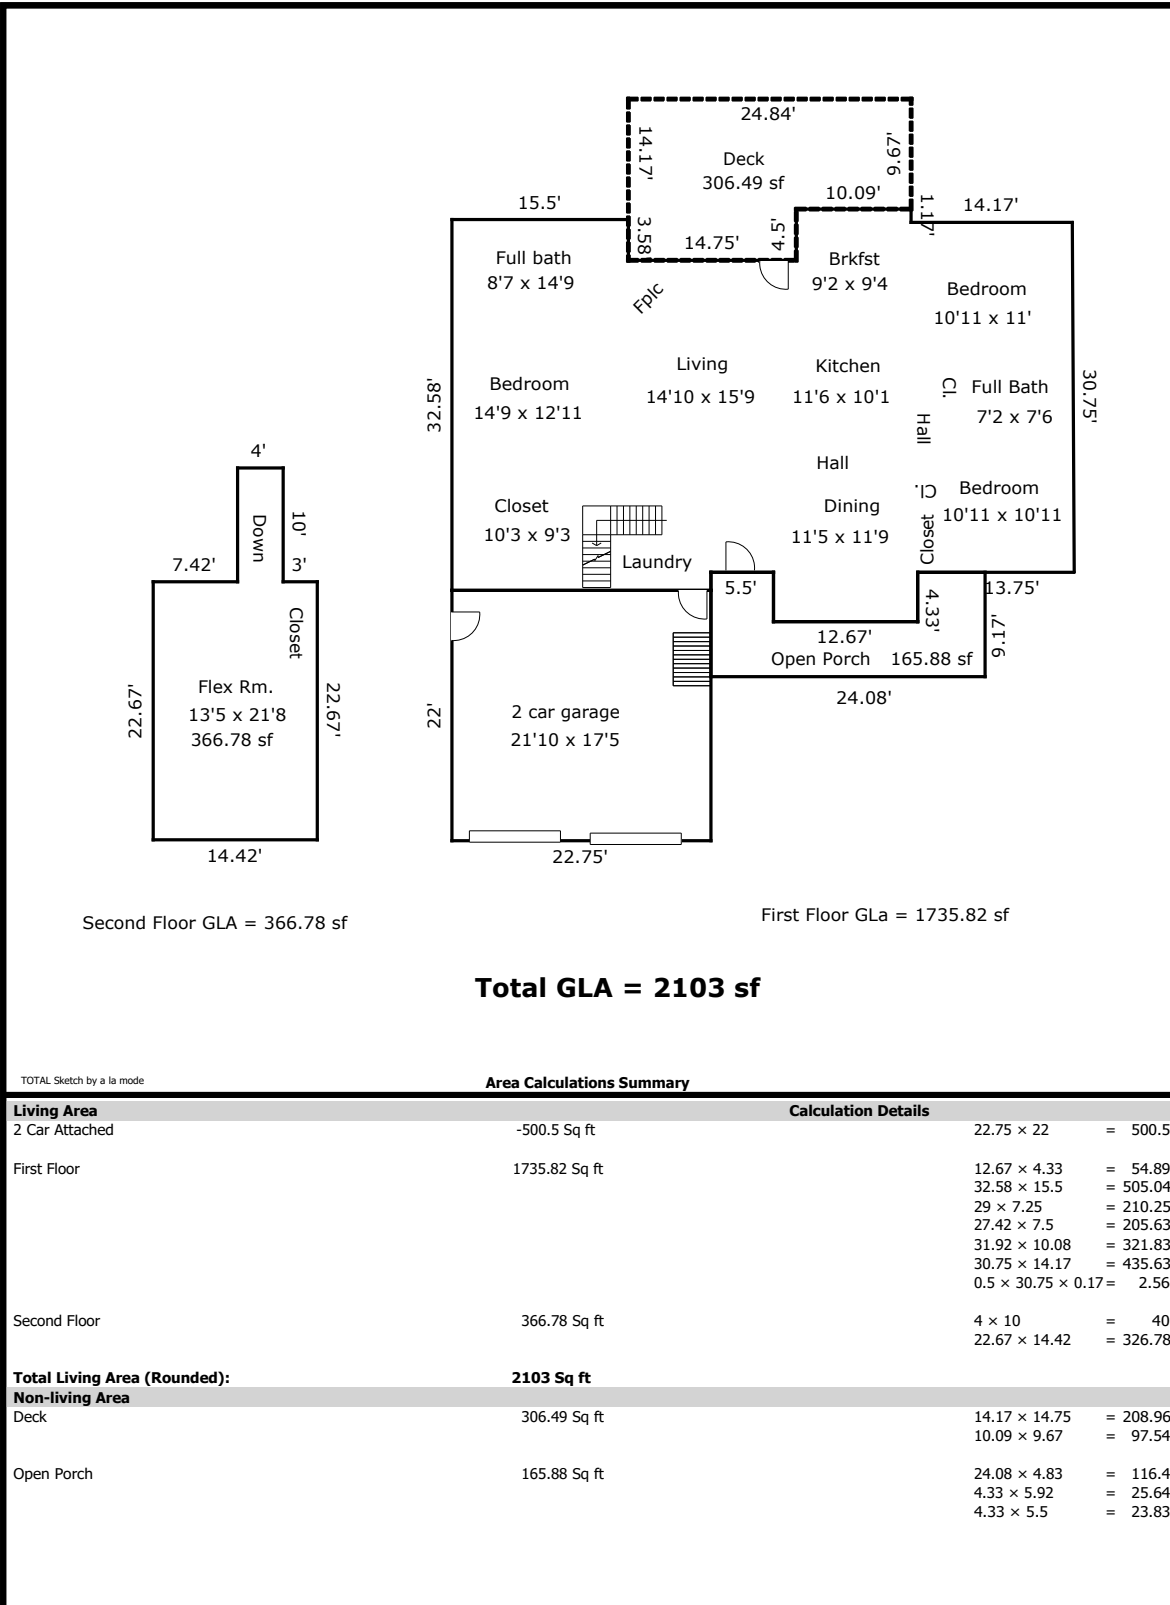 24.84'
14.17'
Deck
306.49 sf
9.67'
10.09'
1.17'
15.5'
14.17'
3.58
14.75'
4.5'
Full bath
8'7 x 14'9
Brkfst
9'2 x 9'4
Fplc
Bedroom
10'11 x 11'
32.58'
Bedroom
14'9 x 12'11
Living
14'10 x 15'9
Kitchen
11'6 x 10'1
Cl.
Full Bath
7'2 x 7'6
30.75'
Hall
Hall
Closet
10'3 x 9'3
Dining
11'5 x 11'9
Cl.
Bedroom
10'11 x 10'11
Closet
Laundry
4'
Down
10'
7.42'
3'
Closet
5.5'
13.75'
4.33'
12.67'
9.17'
Open Porch 165.88 sf
24.08'
22.67'
Flex Rm.
13'5 x 21'8
366.78 sf
22.67'
14.42'
22'
2 car garage
21'10 x 17'5
22.75'
Second Floor GLA = 366.78 sf
First Floor GLa = 1735.82 sf
Total GLA = 2103 sf
TOTAL Sketch by a la mode
Area Calculations Summary
Living Area Calculation Details
2 Car Attached -500.5 Sq ft 22.75 × 22 = 500.5
First Floor 1735.82 Sq ft 12.67 × 4.33 = 54.89
32.58 × 15.5 = 505.04
29 × 7.25 = 210.25
27.42 × 7.5 = 205.63
31.92 × 10.08 = 321.83
30.75 × 14.17 = 435.63
0.5 × 30.75 × 0.17 = 2.56
Second Floor 366.78 Sq ft 4 × 10 = 40
22.67 × 14.42 = 326.78
Total Living Area (Rounded): 2103 Sq ft
Non-living Area
Deck 306.49 Sq ft 14.17 × 14.75 = 208.96
10.09 × 9.67 = 97.54
Open Porch 165.88 Sq ft 24.08 × 4.83 = 116.4
4.33 × 5.92 = 25.64
4.33 × 5.5 = 23.83